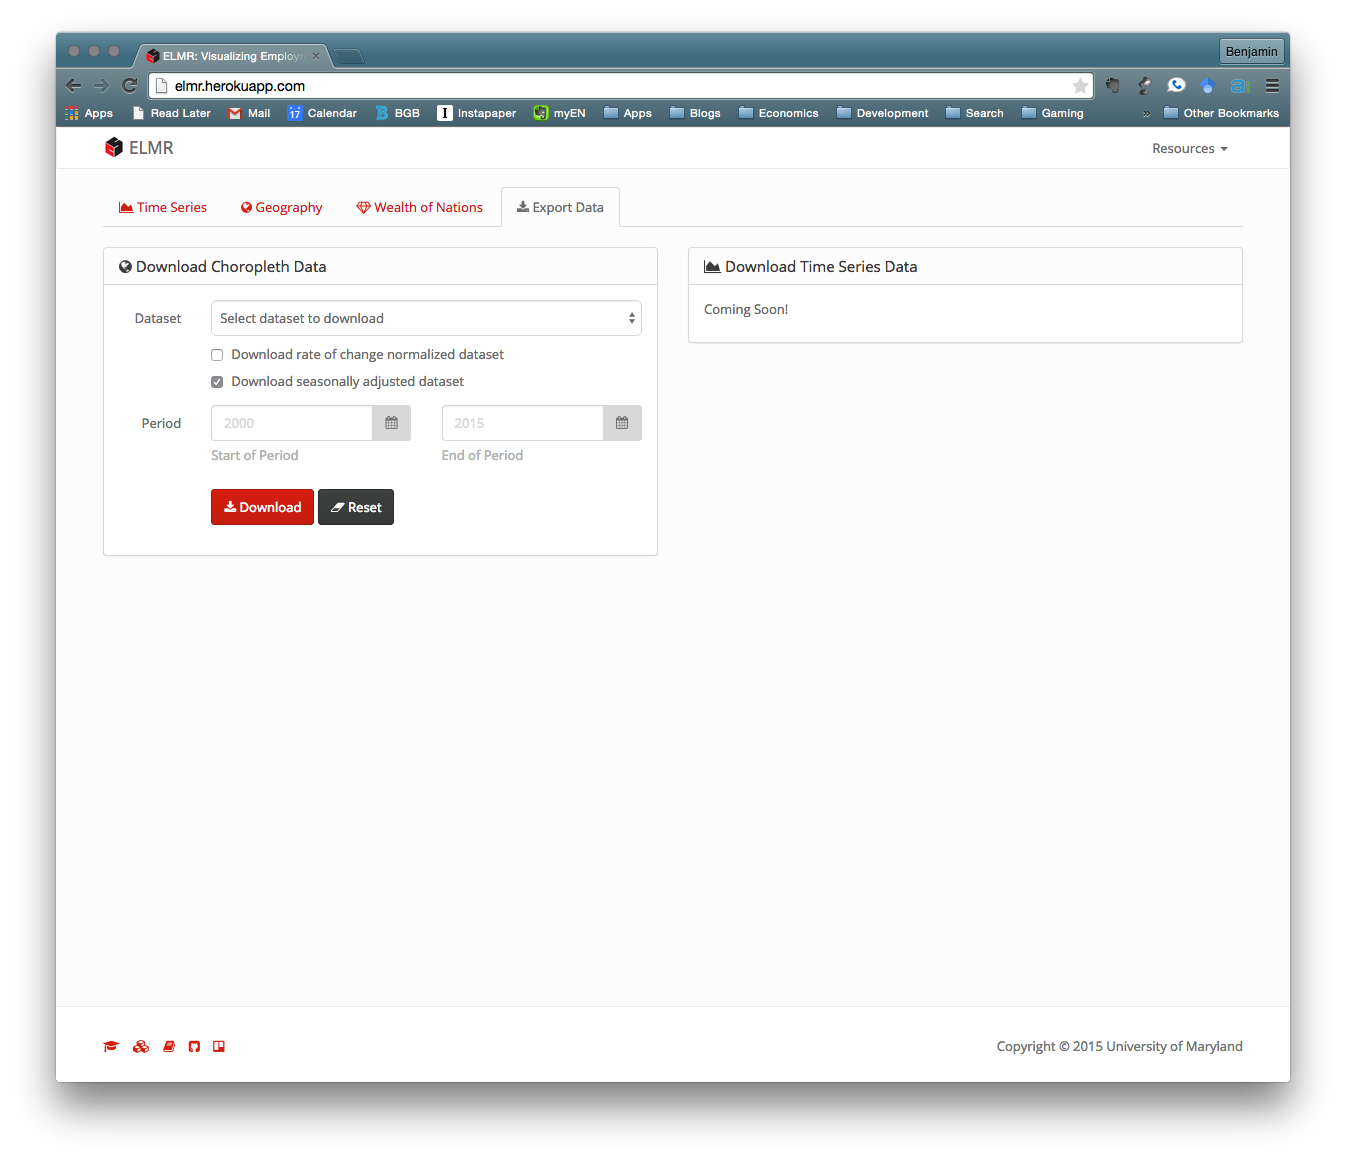 ELMR: Visualizing Employm
Benjamin
elmr.herokuapp.com
Apps Read Later Mail 17 Calendar BGB I Instapaper myEN Apps Blogs Economics Development Search Gaming » Other Bookmarks
ELMR
Resources
Time Series Geography Wealth of Nations Export Data
Download Choropleth Data
Dataset Select dataset to download
Download rate of change normalized dataset
Download seasonally adjusted dataset
Period 2000 2015
Start of Period End of Period
Download Reset
Download Time Series Data
Coming Soon!
Copyright © 2015 University of Maryland